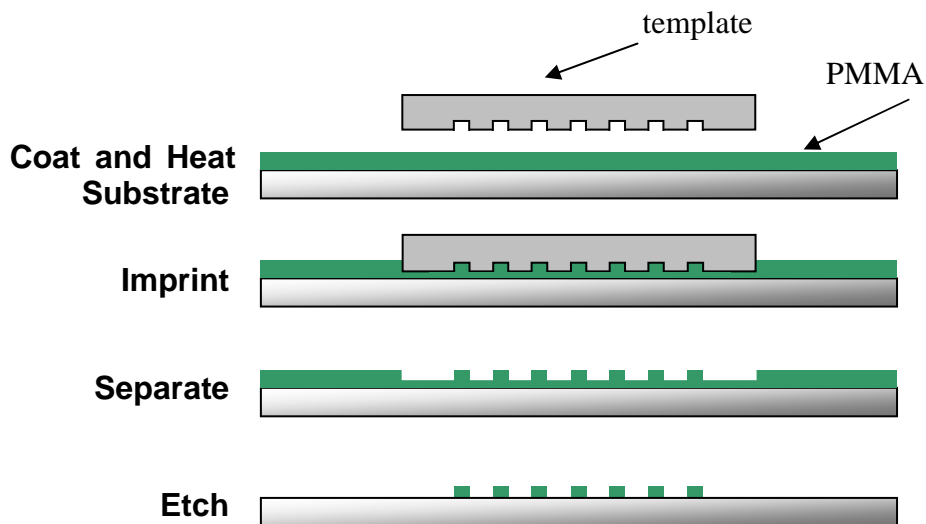 template
PMMA
Coat and Heat
Substrate
Imprint
Separate
Etch